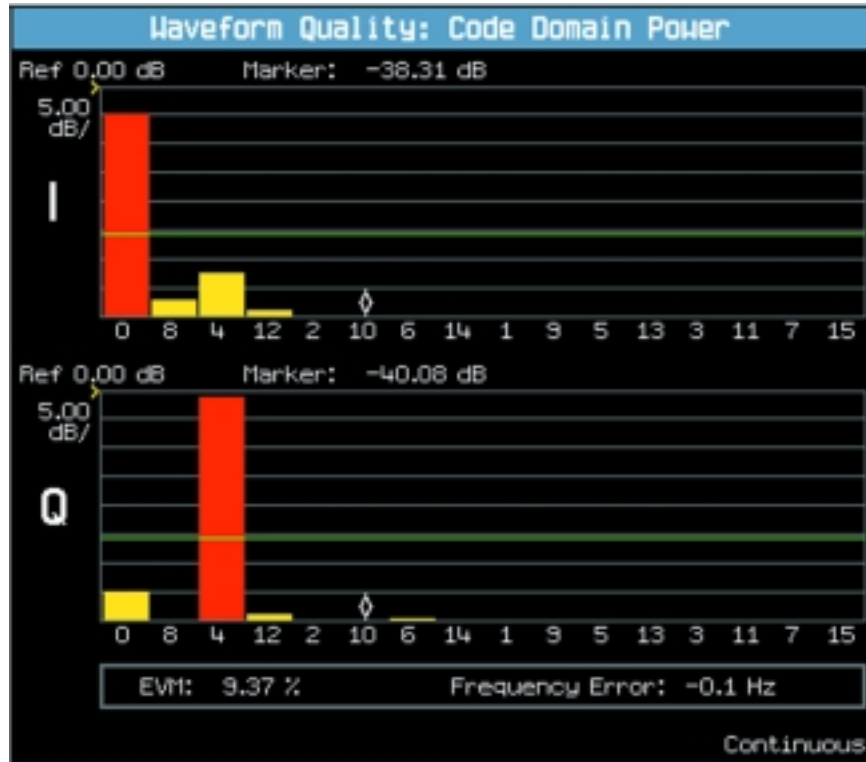 Waveform Quality: Code Domain Power
Ref 0.00 dB Marker: -38.31 dB
5.00
dB/
I
0 8 4 12 2 10 6 14 1 9 5 13 3 11 7 15
Ref 0.00 dB Marker: -40.08 dB
5.00
dB/
Q
0 8 4 12 2 10 6 14 1 9 5 13 3 11 7 15
EVM: 9.37 % Frequency Error: -0.1 Hz
Continuous